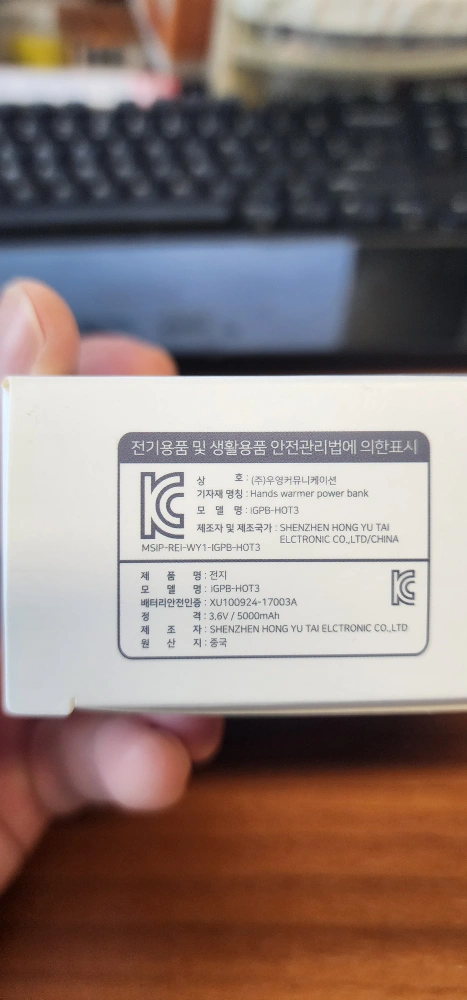 전기용품 및 생활용품 안전관리법에 의한표시
KC
상 호 : (주)우영커뮤니케이션
기자재 명칭 : Hands warmer power bank
모 델 명 : iGPB-HOT3
제조자 및 제조국가 : SHENZHEN HONG YU TAI
ELCTRONIC CO.,LTD/CHINA
MSIP-REI-WY1-IGPB-HOT3
제 품 명 : 전지
모 델 명 : iGPB-HOT3
배터리안전인증 : XU100924-17003A
정 격 : 3.6V / 5000mAh
제 조 자 : SHENZHEN HONG YU TAI ELCTRONIC CO.,LTD
원 산 지 : 중국
KC